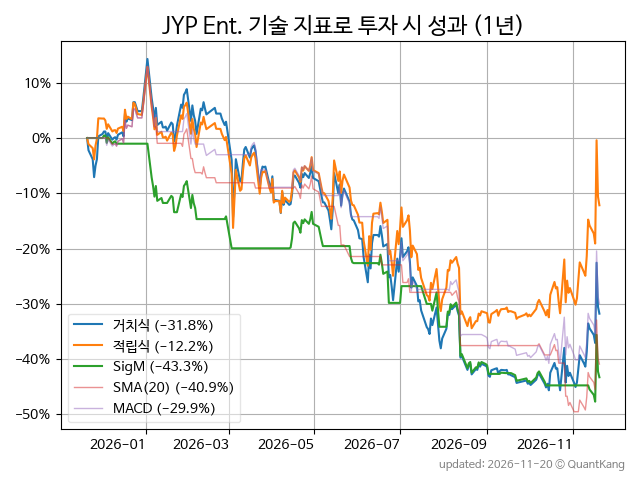 JYP Ent. 기술 지표로 투자 시 성과 (1년)
10%
0%
−10%
−20%
−30%
−40%
−50%
거치식 (−31.8%)
적립식 (−12.2%)
SigM (−43.3%)
SMA(20) (−40.9%)
MACD (−29.9%)
2026-01 2026-03 2026-05 2026-07 2026-09 2026-11
updated: 2026-11-20 © QuantKang